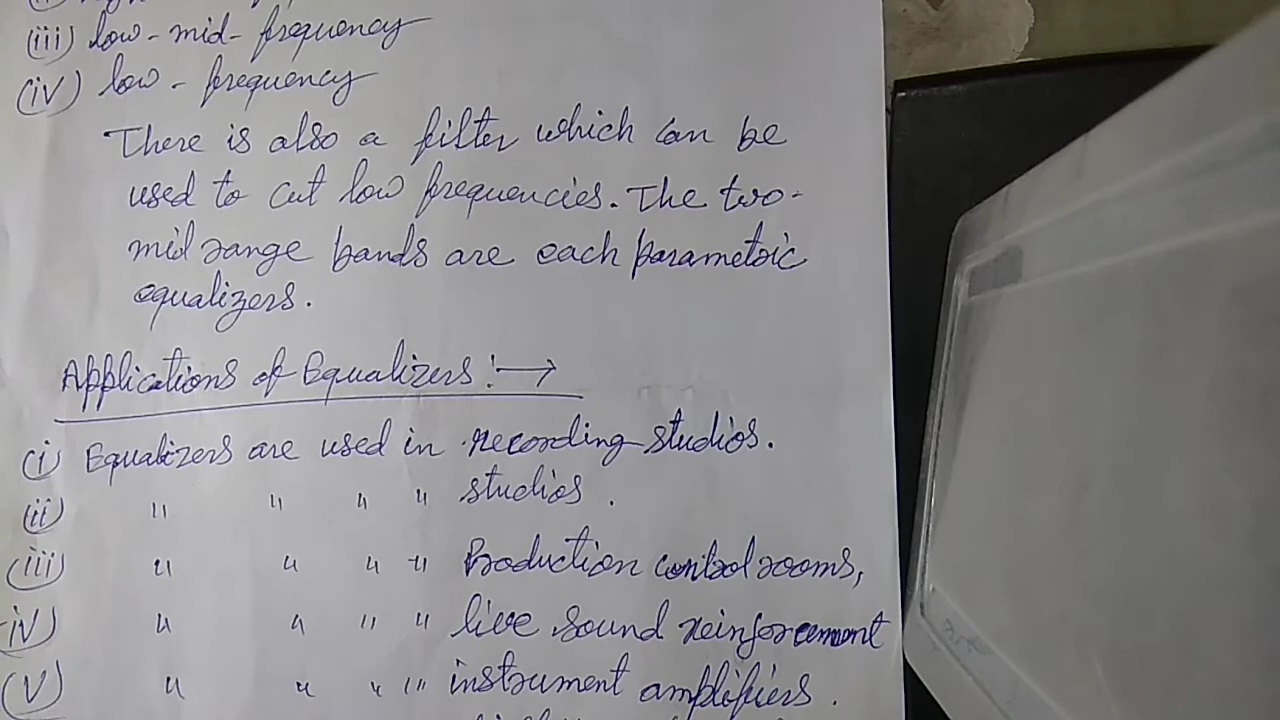 (iii) low-mid-frequency
(iv) low-frequency
There is also a filter which can be
used to cut low frequencies. The two-
mid range bands are each parametric
equalizers.
Applications of Equalizers :→
(i) Equalizers are used in recording studios.
(ii) " " " " studios.
(iii) " " " " Production control rooms,
(iv) " " " " live sound reinforcement
(v) " " " " instrument amplifiers.